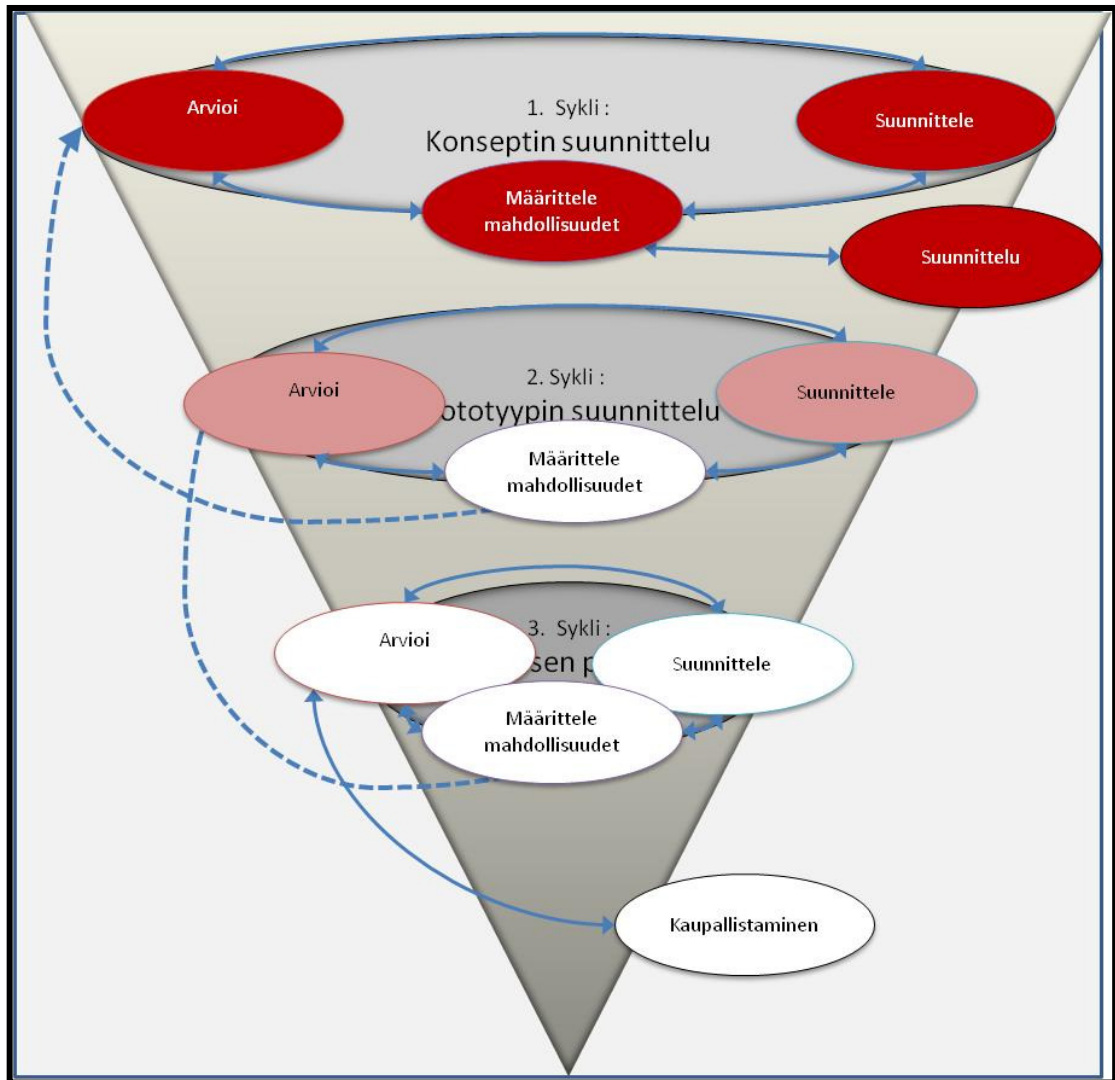 Arvioi
1. Sykli :
Konseptin suunnittelu
Suunnittele
Määrittele
mahdollisuudet
Suunnittelu
Arvioi
2. Sykli :
ototyypin suunnittelu
Suunnittele
Määrittele
mahdollisuudet
Arvioi
3. Sykli :
sen p
Suunnittele
Määrittele
mahdollisuudet
Kaupallistaminen